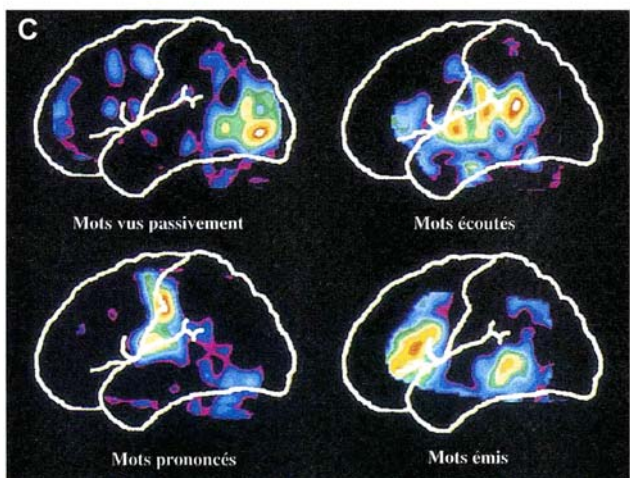 C
Mots vus passivement
Mots écoutés
Mots prononcés
Mots émis